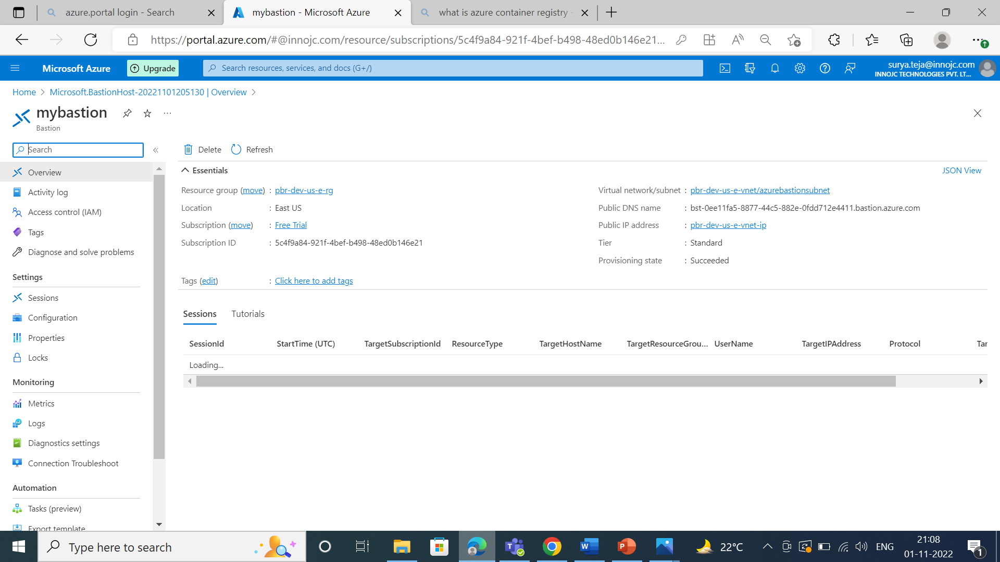 azure.portal login - Search
mybastion - Microsoft Azure
what is azure container registry -
https://portal.azure.com/#@innojc.com/resource/subscriptions/5c4f9a84-921f-4bef-b498-48ed0b146e21...
Microsoft Azure
Upgrade
Search resources, services, and docs (G+/)
surya.teja@innojc.com
INNOJC TECHNOLOGIES PVT. LT...
Home > Microsoft.BastionHost-20221101205130 | Overview >
mybastion
Bastion
Search
«
Delete
Refresh
Overview
Activity log
Access control (IAM)
Tags
Diagnose and solve problems
Settings
Sessions
Configuration
Properties
Locks
Monitoring
Metrics
Logs
Diagnostics settings
Connection Troubleshoot
Automation
Tasks (preview)
Export template
Essentials
JSON View
Resource group (move) : pbr-dev-us-e-rg
Location : East US
Subscription (move) : Free Trial
Subscription ID : 5c4f9a84-921f-4bef-b498-48ed0b146e21
Virtual network/subnet : pbr-dev-us-e-vnet/azurebastionsubnet
Public DNS name : bst-0ee11fa5-8877-44c5-882e-0fdd712e4411.bastion.azure.com
Public IP address : pbr-dev-us-e-vnet-ip
Tier : Standard
Provisioning state : Succeeded
Tags (edit) : Click here to add tags
Sessions Tutorials
SessionId StartTime (UTC) TargetSubscriptionId ResourceType TargetHostName TargetResourceGrou... UserName TargetIPAddress Protocol Tar
Loading...
Type here to search
22°C
ENG
21:08
01-11-2022
1